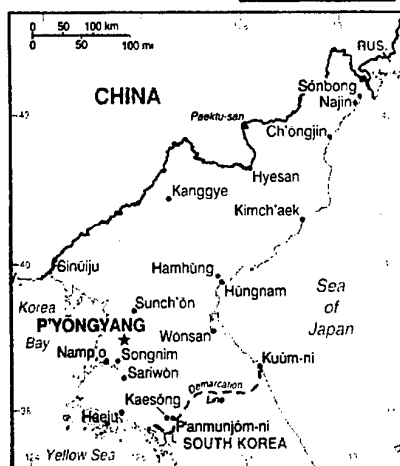 0 50 100 km
0 50 100 mi
RUS.
CHINA
Sŏnbong
Najin
Paektu-san
Ch'ŏngjin
Hyesan
Kanggye
Kimch'aek
40
Sinŭiju
Hamhŭng
Hŭngnam
Sea
of
Japan
Korea
Bay
Sunch'ŏn
P'YŎNGYANG
Wŏnsan
Namp'o
Songnim
Kuŭm-ni
Sariwŏn
Demarcation
Line
Kaesŏng
38
Haeju
Panmunjŏm-ni
SOUTH KOREA
Yellow Sea